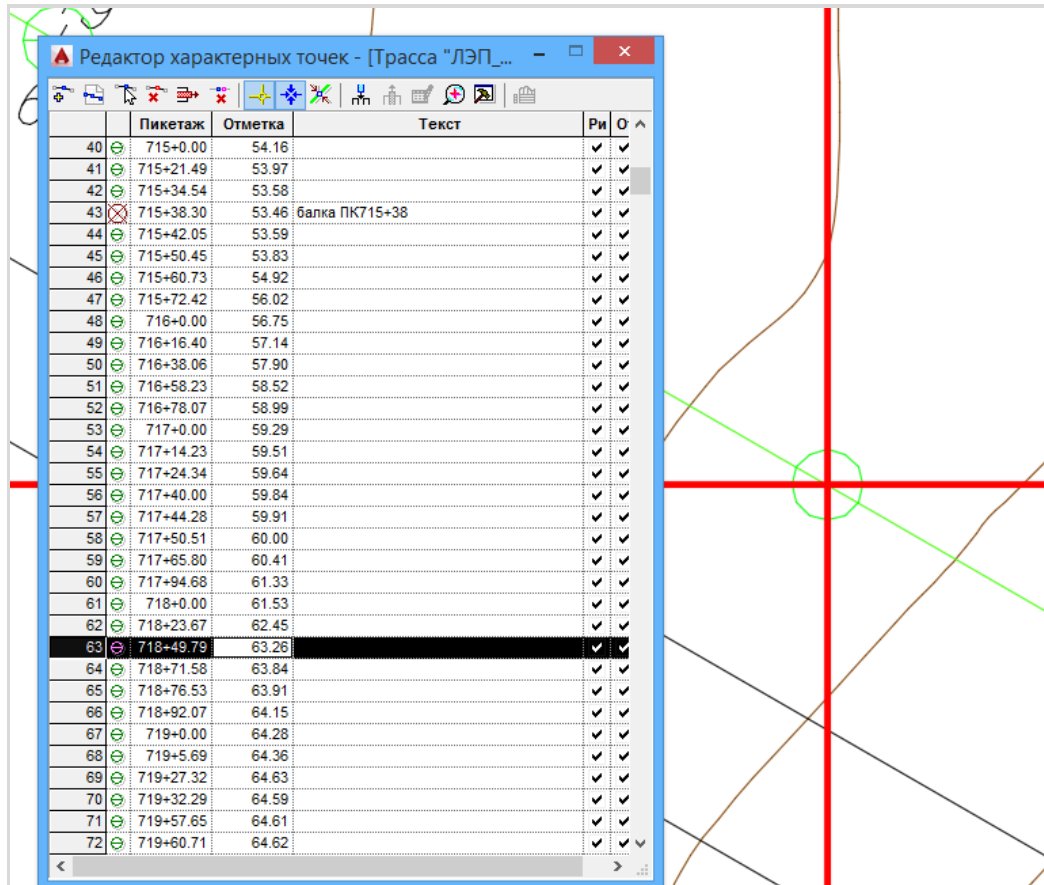 9
6
Редактор характерных точек - [Трасса "ЛЭП_...
Пикетаж Отметка Текст Ри
40 715+0.00 54.16
41 715+21.49 53.97
42 715+34.54 53.58
43 715+38.30 53.46 балка ПК715+38
44 715+42.05 53.59
45 715+50.45 53.83
46 715+60.73 54.92
47 715+72.42 56.02
48 716+0.00 56.75
49 716+16.40 57.14
50 716+38.06 57.90
51 716+58.23 58.52
52 716+78.07 58.99
53 717+0.00 59.29
54 717+14.23 59.51
55 717+24.34 59.64
56 717+40.00 59.84
57 717+44.28 59.91
58 717+50.51 60.00
59 717+65.80 60.41
60 717+94.68 61.33
61 718+0.00 61.53
62 718+23.67 62.45
63 718+49.79 63.26
64 718+71.58 63.84
65 718+76.53 63.91
66 718+92.07 64.15
67 719+0.00 64.28
68 719+5.69 64.36
69 719+27.32 64.63
70 719+32.29 64.59
71 719+57.65 64.61
72 719+60.71 64.62